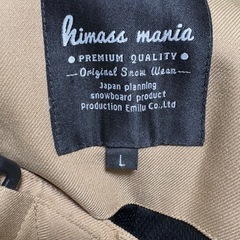 himass mania
• PREMIUM QUALITY •
Original Snow Wear
Japan planning
snowboard product
Production Emilu Co.,Ltd
L